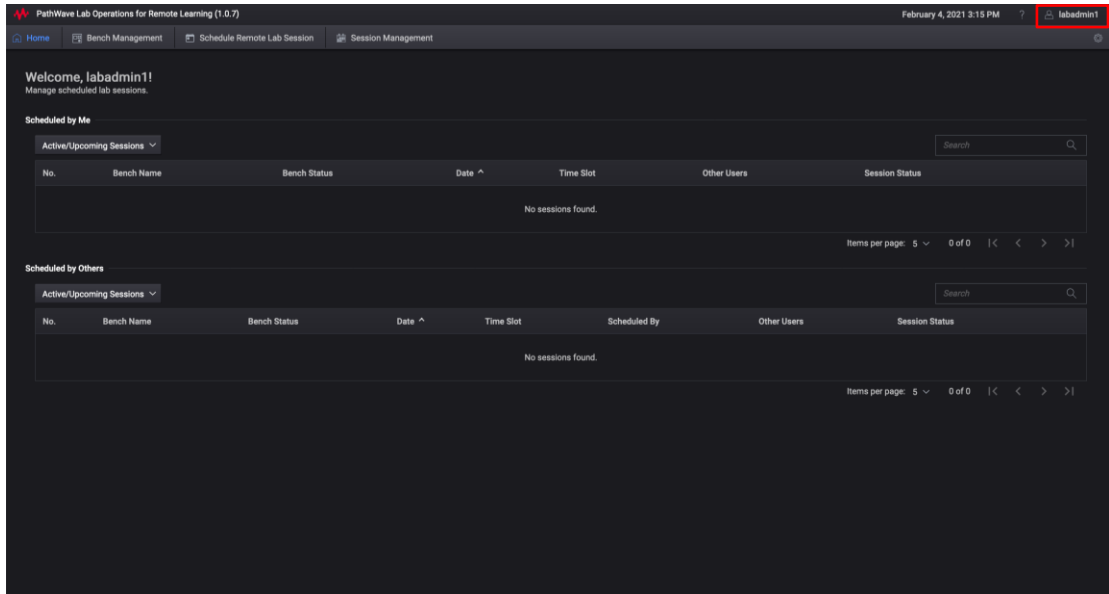 PathWave Lab Operations for Remote Learning (1.0.7) February 4, 2021 3:15 PM ? labadmin1
Home Bench Management Schedule Remote Lab Session Session Management
Welcome, labadmin1!
Manage scheduled lab sessions.
Scheduled by Me
Active/Upcoming Sessions Search
No. Bench Name Bench Status Date Time Slot Other Users Session Status
No sessions found.
Items per page: 5 0 of 0
Scheduled by Others
Active/Upcoming Sessions Search
No. Bench Name Bench Status Date Time Slot Scheduled By Other Users Session Status
No sessions found.
Items per page: 5 0 of 0